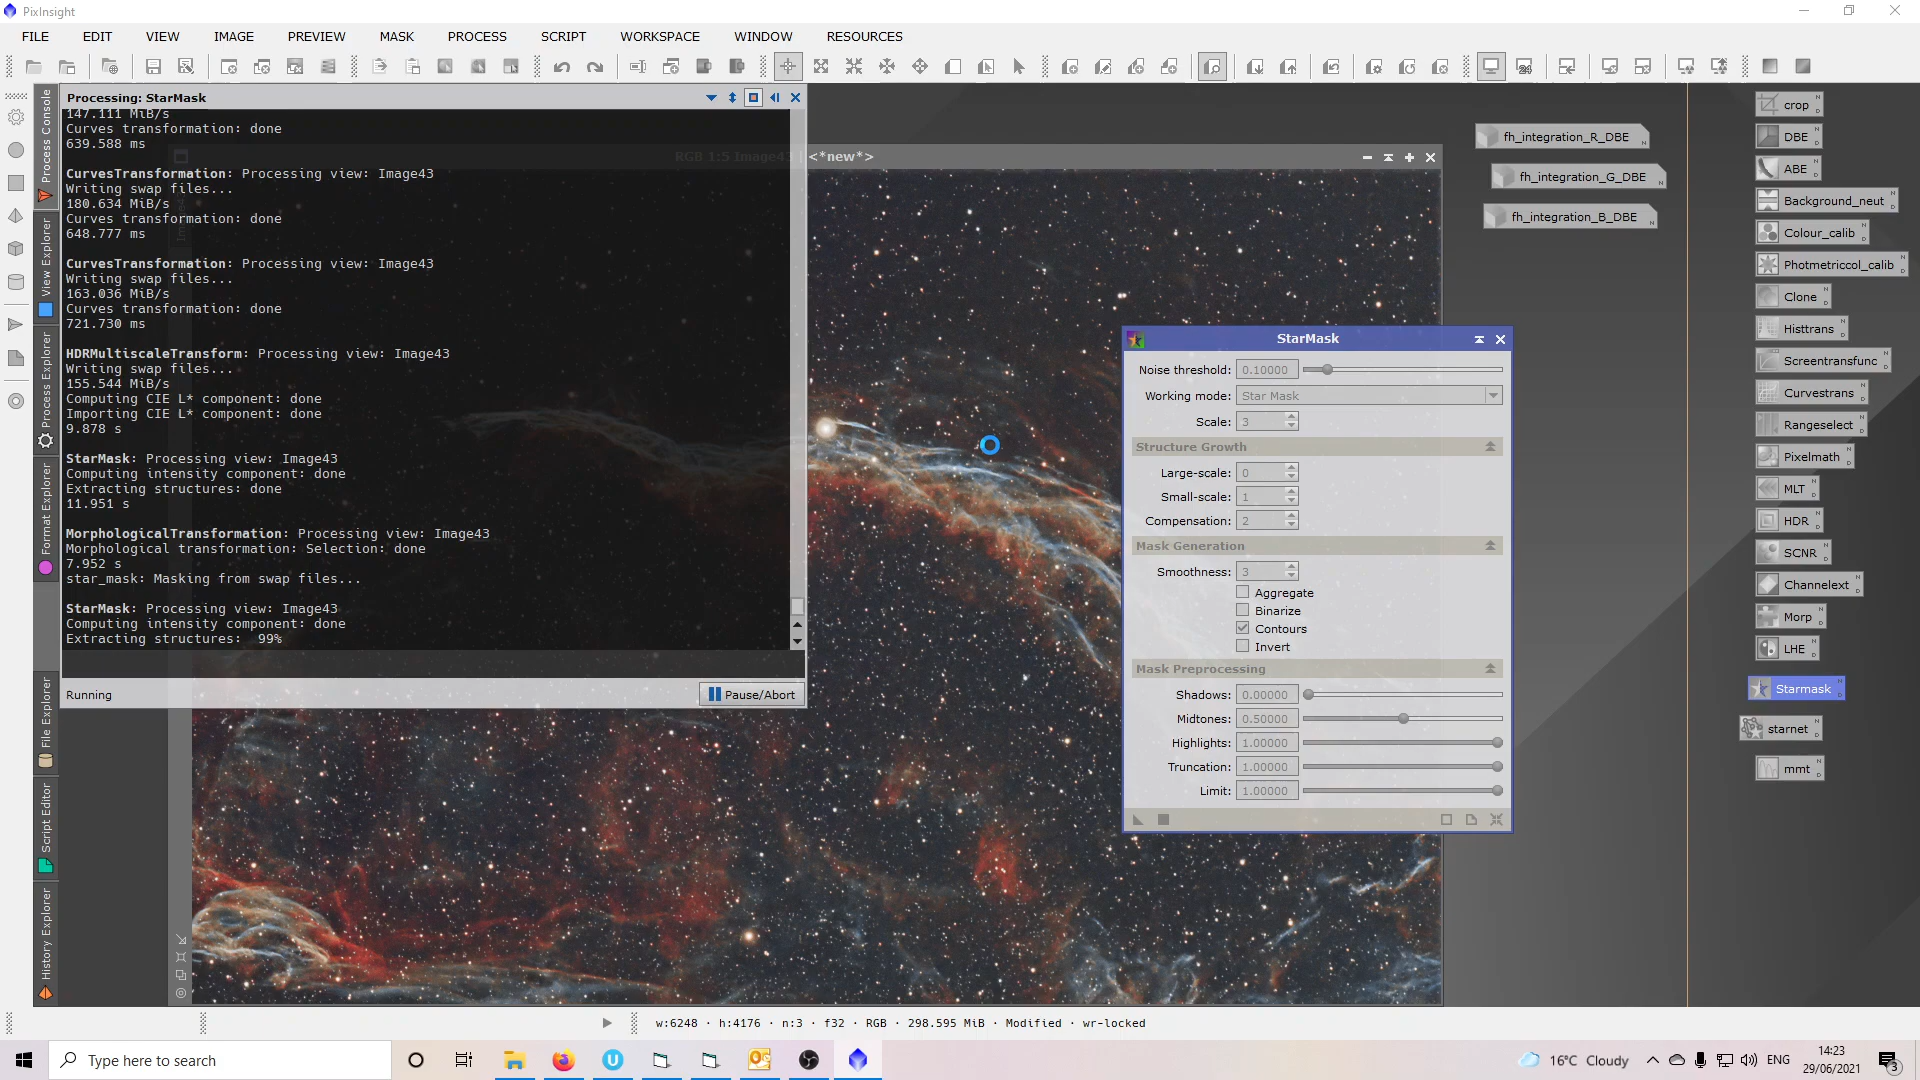 PixInsight
FILE EDIT VIEW IMAGE PREVIEW MASK PROCESS SCRIPT WORKSPACE WINDOW RESOURCES
Processing: StarMask
147.111 MiB/s
Curves transformation: done
639.588 ms
CurvesTransformation: Processing view: Image43
Writing swap files...
180.634 MiB/s
Curves transformation: done
648.777 ms
CurvesTransformation: Processing view: Image43
Writing swap files...
163.036 MiB/s
Curves transformation: done
721.730 ms
HDRMultiscaleTransform: Processing view: Image43
Writing swap files...
155.544 MiB/s
Computing CIE L* component: done
Importing CIE L* component: done
9.878 s
StarMask: Processing view: Image43
Computing intensity component: done
Extracting structures: done
11.951 s
MorphologicalTransformation: Processing view: Image43
Morphological transformation: Selection: done
7.952 s
star_mask: Masking from swap files...
StarMask: Processing view: Image43
Computing intensity component: done
Extracting structures: 99%
Running
Pause/Abort
Process Console
View Explorer
Process Explorer
Format Explorer
File Explorer
Script Editor
History Explorer
RGB 1:5 Image43 | <*new*>
StarMask
Noise threshold: 0.10000
Working mode: Star Mask
Scale: 3
Structure Growth
Large-scale: 0
Small-scale: 1
Compensation: 2
Mask Generation
Smoothness: 3
Aggregate
Binarize
Contours
Invert
Mask Preprocessing
Shadows: 0.00000
Midtones: 0.50000
Highlights: 1.00000
Truncation: 1.00000
Limit: 1.00000
fh_integration_R_DBE
fh_integration_G_DBE
fh_integration_B_DBE
crop
DBE
ABE
Background_neut
Colour_calib
Photmetriccol_calib
Clone
Histtrans
Screentransfunc
Curvestrans
Rangeselect
Pixelmath
MLT
HDR
SCNR
Channelext
Morp
LHE
Starmask
starnet
mmt
w:6248 · h:4176 · n:3 · f32 · RGB · 298.595 MiB · Modified · wr-locked
Type here to search
16°C Cloudy
ENG
14:23
29/06/2021
3